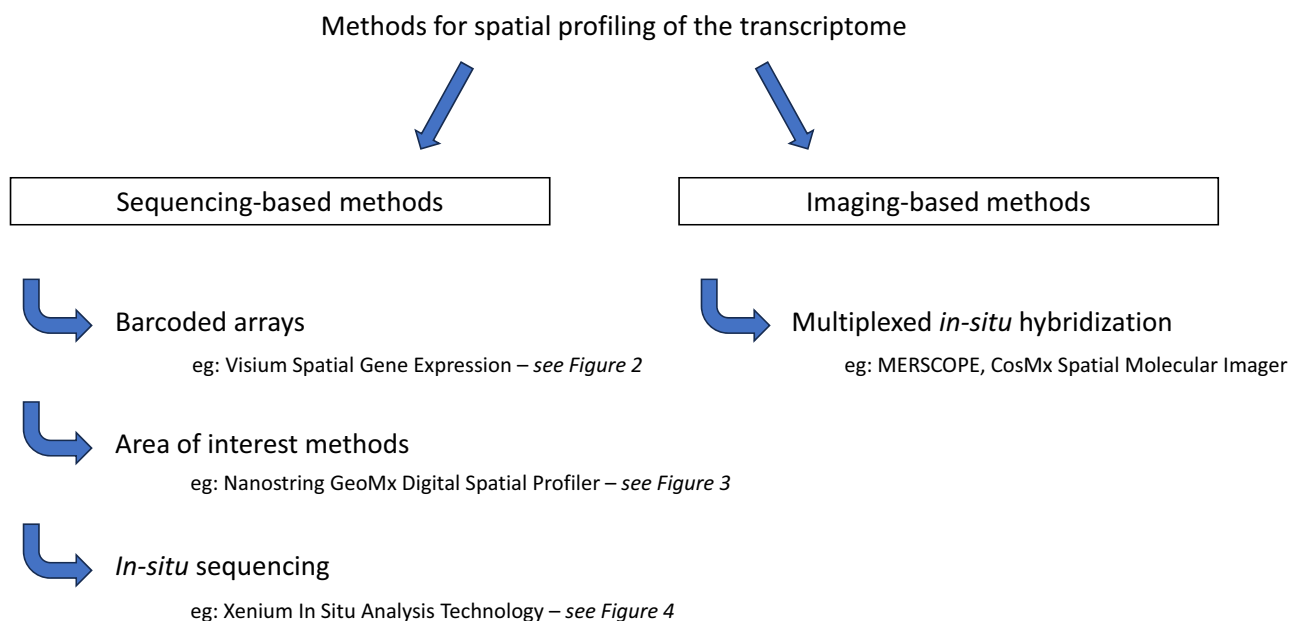 Methods for spatial profiling of the transcriptome
Sequencing-based methods
Barcoded arrays
eg: Visium Spatial Gene Expression – see Figure 2
Area of interest methods
eg: Nanostring GeoMx Digital Spatial Profiler – see Figure 3
In-situ sequencing
eg: Xenium In Situ Analysis Technology – see Figure 4
Imaging-based methods
Multiplexed in-situ hybridization
eg: MERSCOPE, CosMx Spatial Molecular Imager